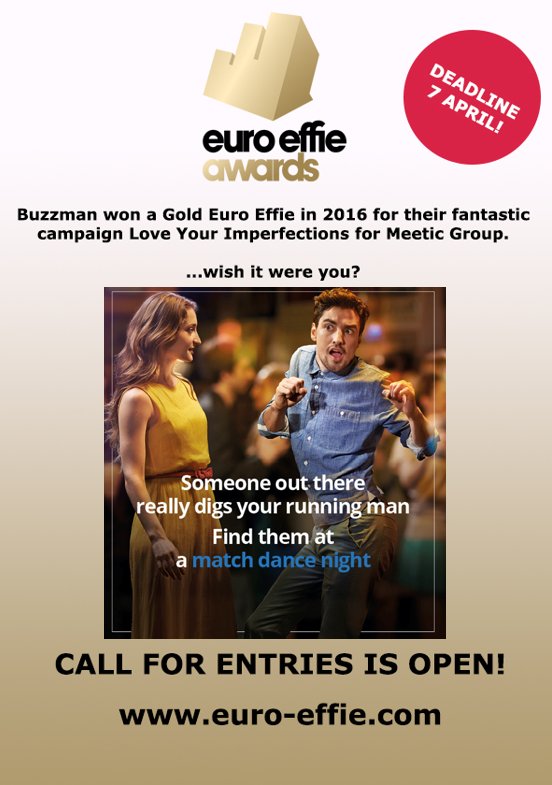 euro effie
awards
DEADLINE
7 APRIL!
Buzzman won a Gold Euro Effie in 2016 for their fantastic
campaign Love Your Imperfections for Meetic Group.
...wish it were you?
Someone out there
really digs your running man
Find them at
a match dance night
CALL FOR ENTRIES IS OPEN!
www.euro-effie.com